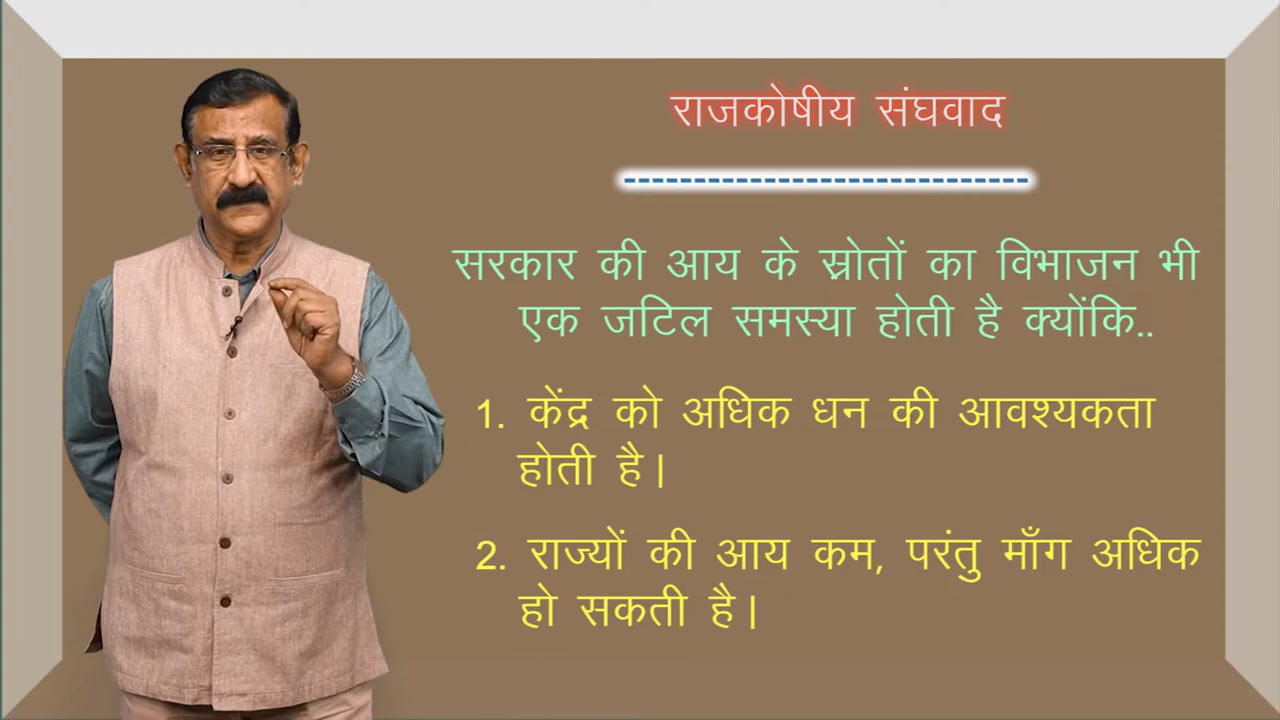 राजकोषीय संघवाद
----------------------------
सरकार की आय के स्रोतों का विभाजन भी
एक जटिल समस्या होती है क्योंकि..
1. केंद्र को अधिक धन की आवश्यकता
होती है।
2. राज्यों की आय कम, परंतु माँग अधिक
हो सकती है।